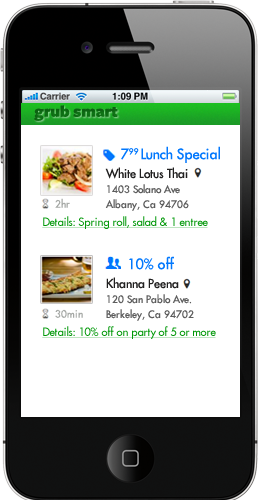 Carrier 1:09 PM
grub smart
7⁹⁹ Lunch Special
White Lotus Thai
1403 Solano Ave
2hr Albany, Ca 94706
Details: Spring roll, salad & 1 entree
10% off
Khanna Peena
120 San Pablo Ave.
30min Berkeley, Ca 94702
Details: 10% off on party of 5 or more